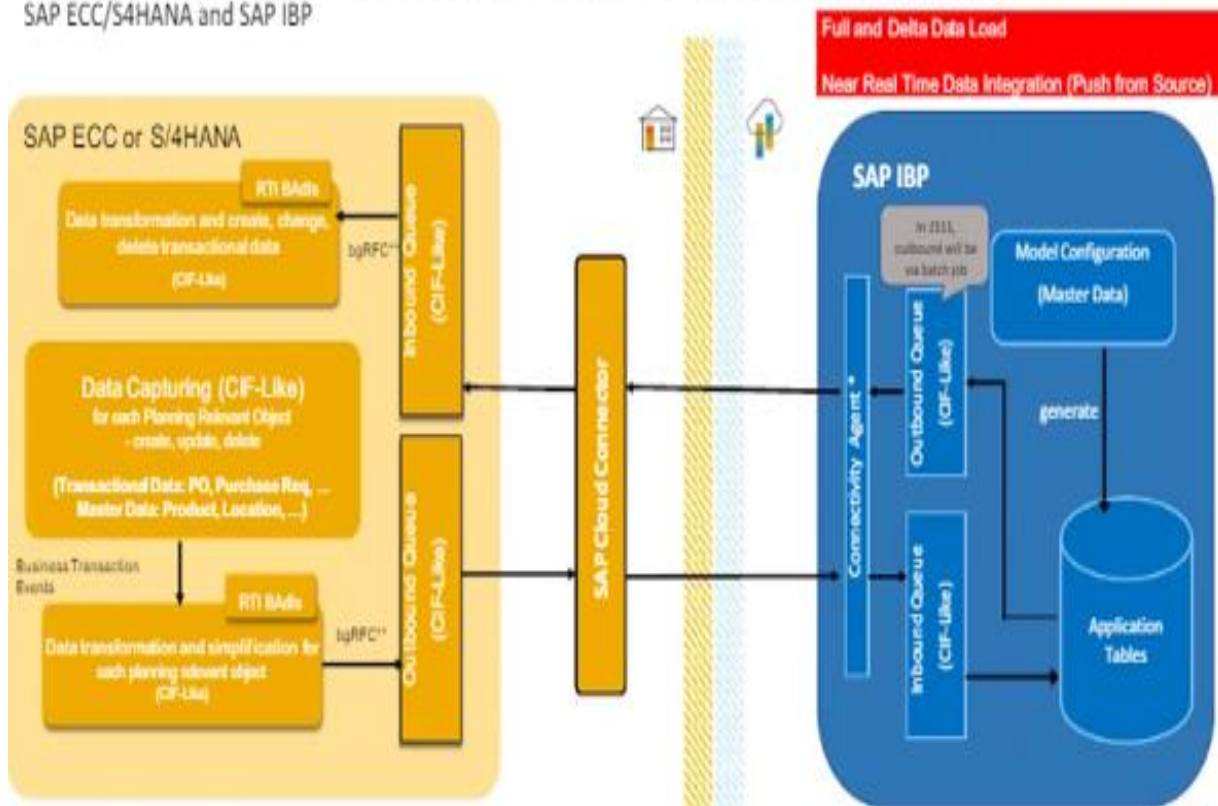 SAP ECC/S4HANA and SAP IBP
Full and Delta Data Load
Near Real Time Data Integration (Push from Source)
SAP ECC or S/4HANA
RTI BAdIs
Data transformation and create, change,
delete transactional data
(CIF-Like)
bgRFC**
Inbound Queue
(CIF-Like)
Data Capturing (CIF-Like)
for each Planning Relevant Object
- create, update, delete
(Transactional Data: PO, Purchase Req, ...
Master Data: Product, Location, ...)
Business Transaction
Events
RTI BAdIs
Data transformation and simplification for
each planning relevant object
(CIF-Like)
bgRFC**
Outbound Queue
(CIF-Like)
SAP Cloud Connector
SAP IBP
In
outbound will be
via batch job
Connectivity Agent *
Outbound Queue
(CIF-Like)
Inbound Queue
(CIF-Like)
Model Configuration
(Master Data)
generate
Application
Tables